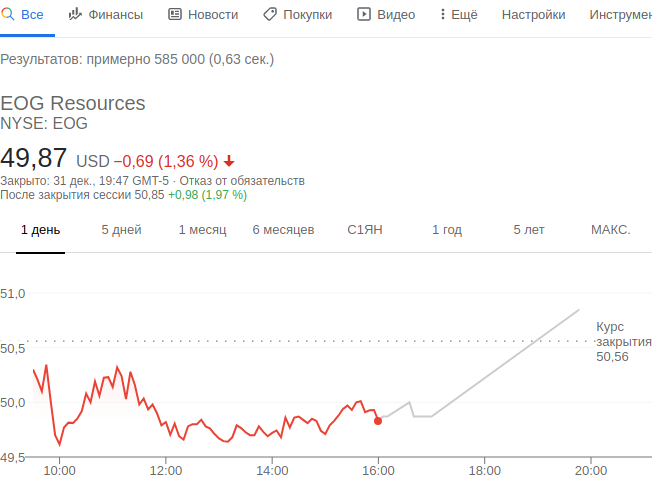 Все Финансы Новости Покупки Видео Ещё Настройки Инструмен
Результатов: примерно 585 000 (0,63 сек.)
EOG Resources
NYSE: EOG
49,87 USD −0,69 (1,36 %)
Закрыто: 31 дек., 19:47 GMT-5 · Отказ от обязательств
После закрытия сессии 50,85 +0,98 (1,97 %)
1 день 5 дней 1 месяц 6 месяцев С1ЯН 1 год 5 лет МАКС.
51,0
50,5
50,0
49,5
Курс
закрытия
50,56
10:00 12:00 14:00 16:00 18:00 20:00